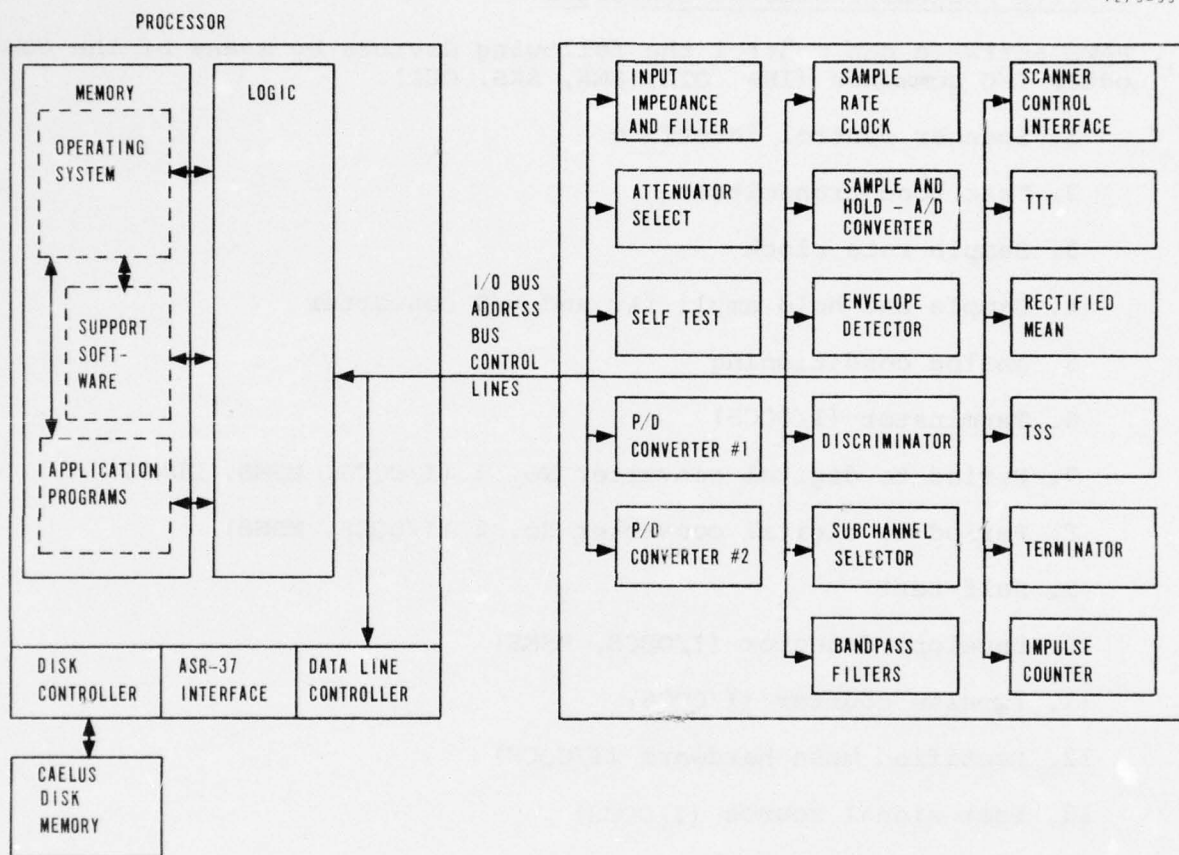 PROCESSOR
MEMORY
OPERATING
SYSTEM
SUPPORT
SOFT-
WARE
APPLICATION
PROGRAMS
LOGIC
DISK
CONTROLLER
ASR-37
INTERFACE
DATA LINE
CONTROLLER
CAELUS
DISK
MEMORY
I/O BUS
ADDRESS
BUS
CONTROL
LINES
INPUT
IMPEDANCE
AND FILTER
SAMPLE
RATE
CLOCK
SCANNER
CONTROL
INTERFACE
ATTENUATOR
SELECT
SAMPLE AND
HOLD - A/D
CONVERTER
TTT
SELF TEST
ENVELOPE
DETECTOR
RECTIFIED
MEAN
P/D
CONVERTER #1
DISCRIMINATOR
TSS
P/D
CONVERTER #2
SUBCHANNEL
SELECTOR
TERMINATOR
BANDPASS
FILTERS
IMPULSE
COUNTER